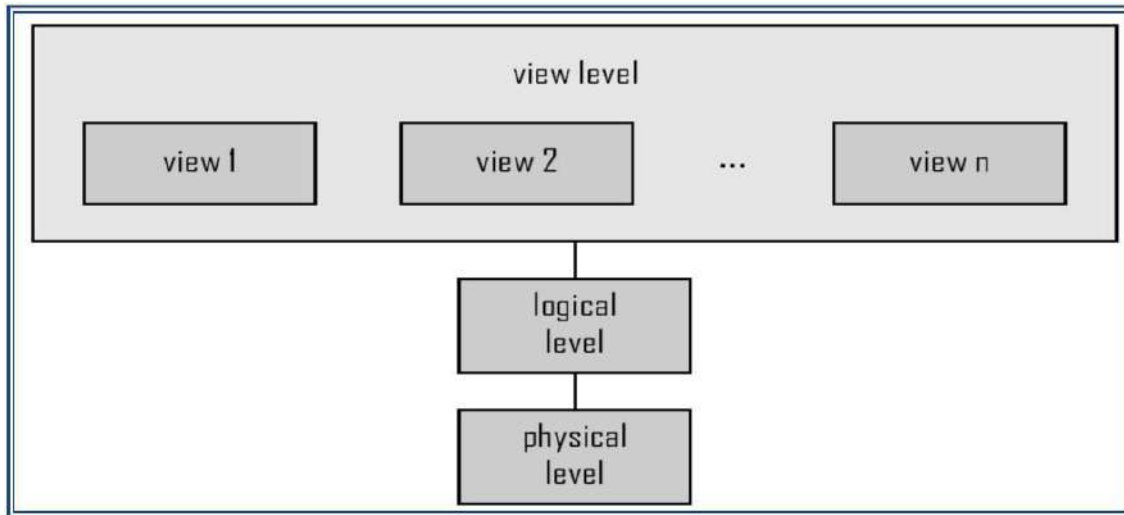 view level
view 1
view 2
...
view n
logical
level
physical
level